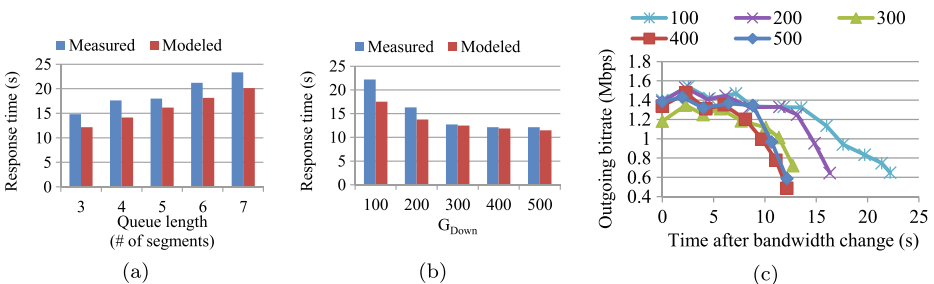 Measured Modeled
Response time (s)
25
20
15
10
5
0
3 4 5 6 7
Queue length
(# of segments)
(a)
Measured Modeled
Response time (s)
25
20
15
10
5
0
100 200 300 400 500
GDown
(b)
100 200 300
400 500
Outgoing bitrate (Mbps)
1.8
1.6
1.4
1.2
1
0.8
0.6
0.4
0 5 10 15 20 25
Time after bandwidth change (s)
(c)